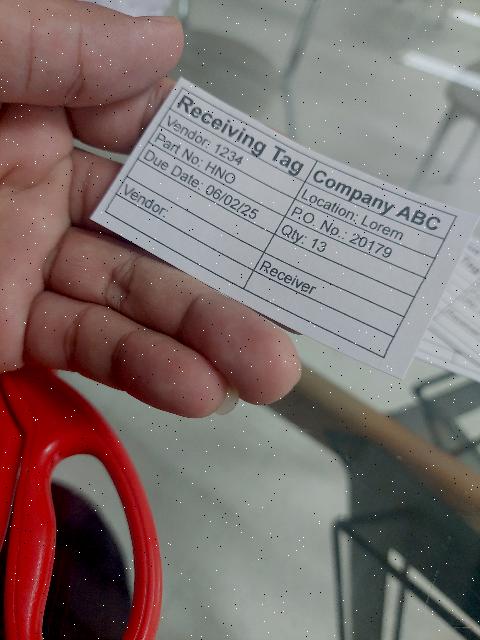 Receiving Tag
Company ABC
Vendor: 1234
Location: Lorem
Part No: HNO
P.O. No.: 20179
Due Date: 06/02/25
Qty: 13
Vendor:
Receiver